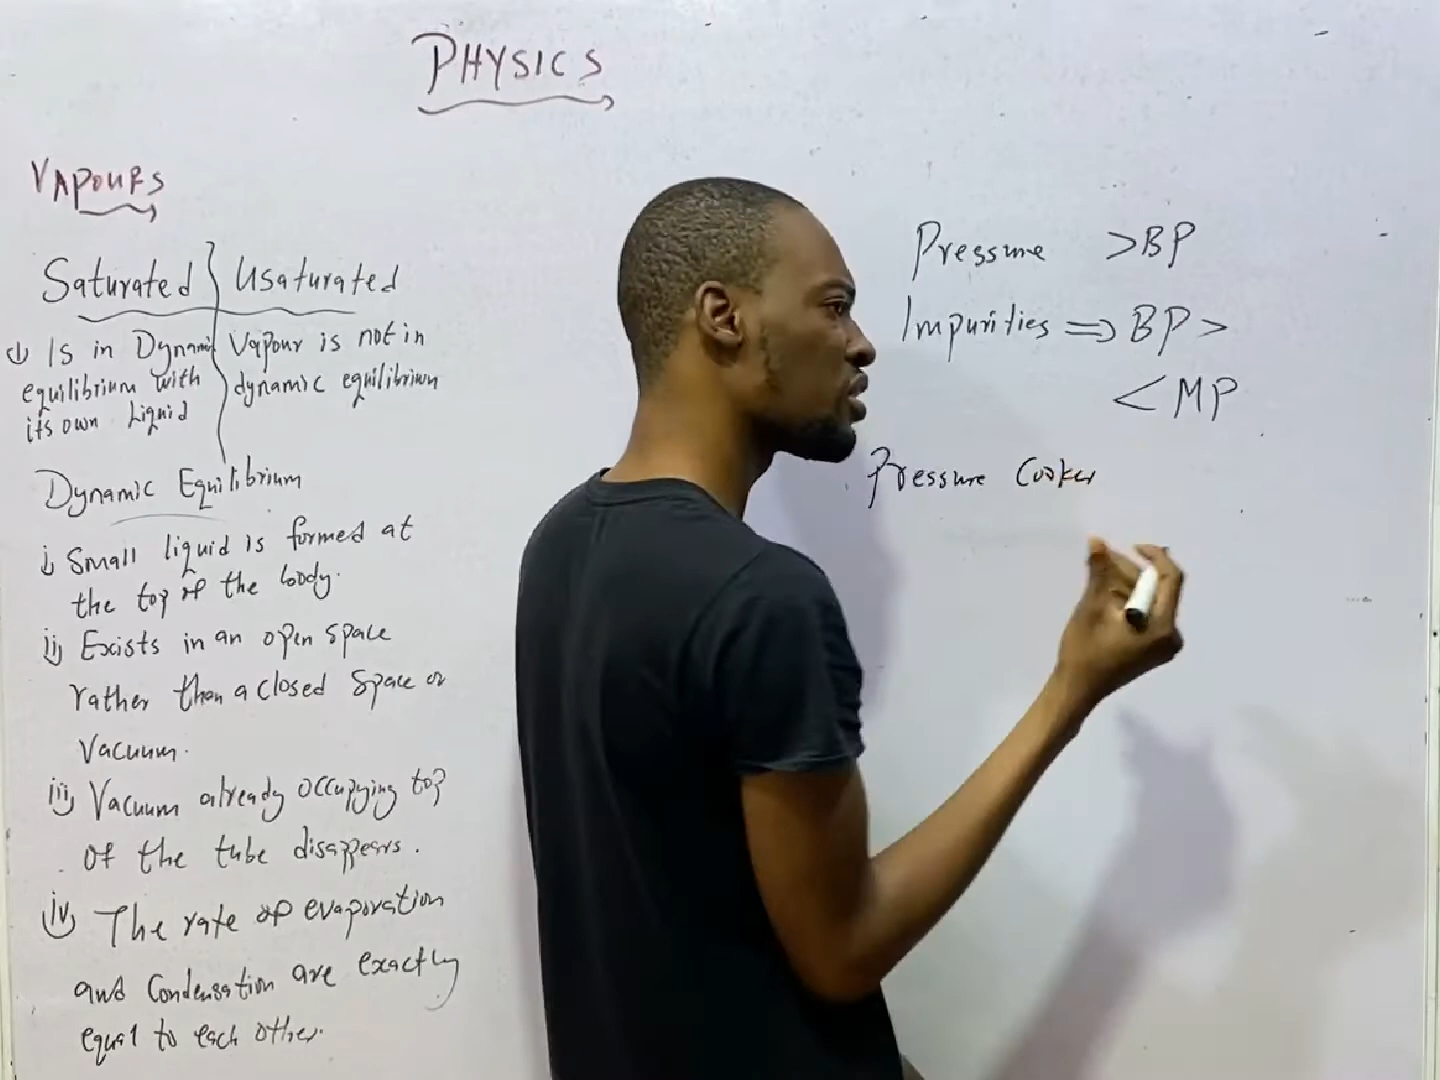 PHYSICS
VAPOURS
Saturated
Usaturated
i) Is in Dynamic
equilibrium with
its own Liquid
Vapour is not in
dynamic equilibrium
Dynamic Equilibrium
i) Small liquid is formed at
the top of the body.
ii) Exists in an open space
rather than a closed space or
Vacuum.
iii) Vacuum already occupying top
of the tube disappears.
iv) The rate of evaporation
and Condensation are exactly
equal to each other.
Pressure >BP
Impurities => BP >
< MP
Pressure Cooker